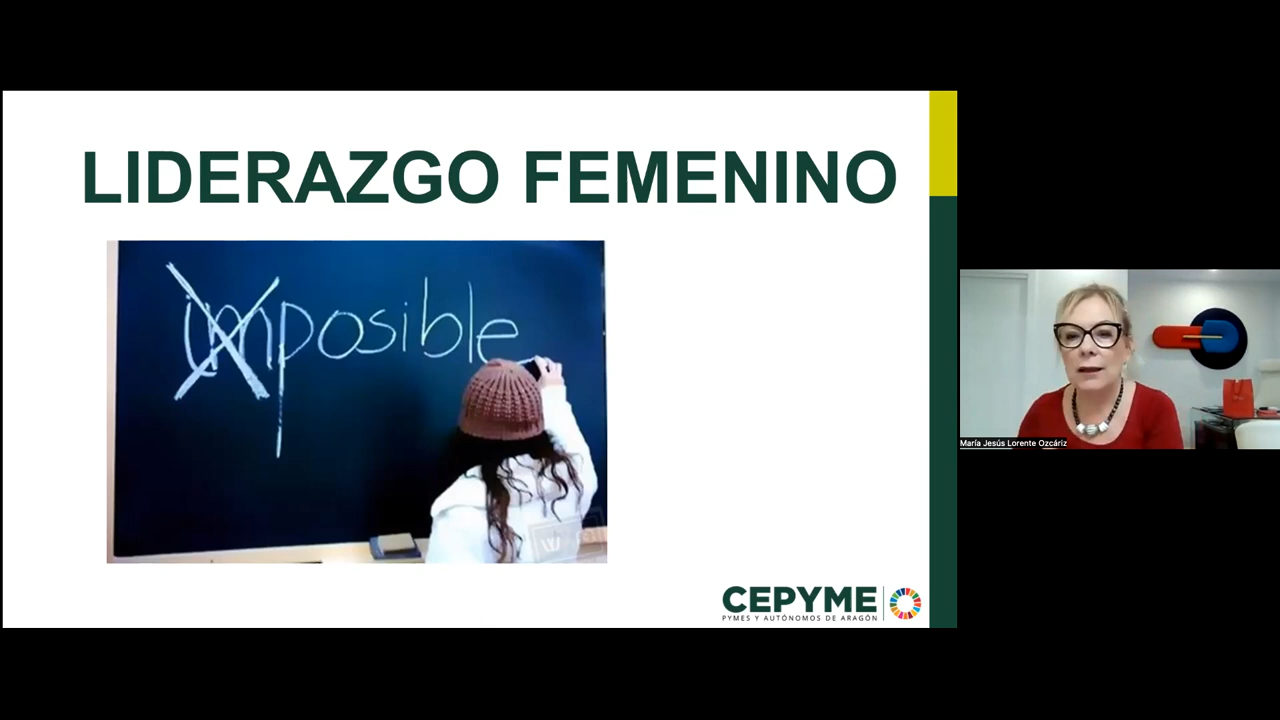 LIDERAZGO FEMENINO
imposible
CEPYME
PYMES Y AUTÓNOMOS DE ARAGÓN
María Jesús Lorente Ozcáriz